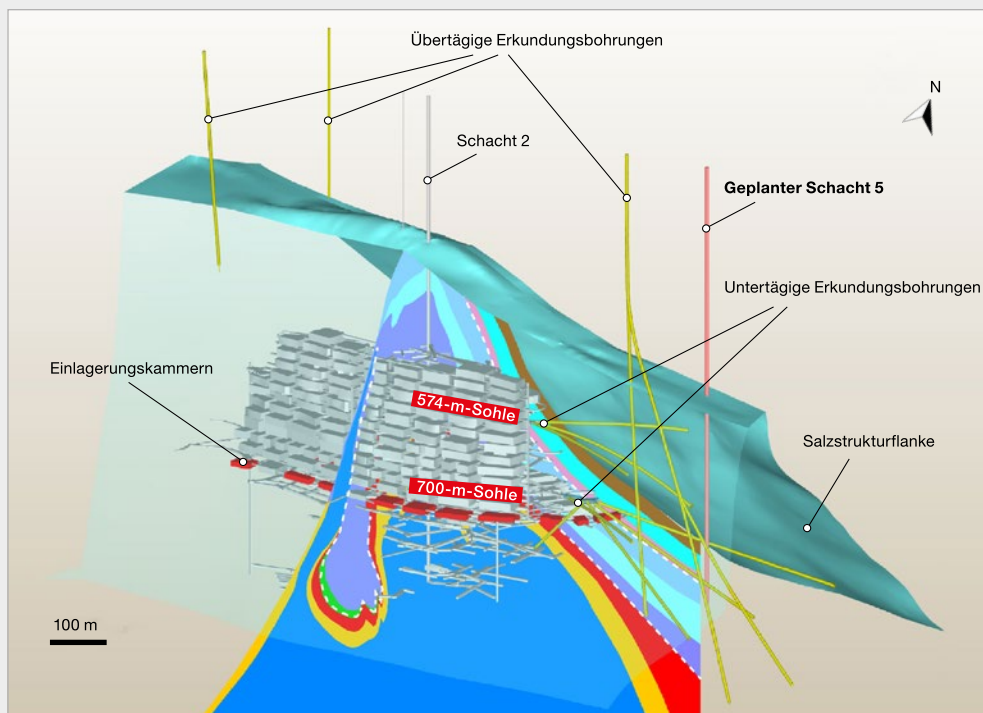 Übertägige Erkundungsbohrungen
N
Schacht 2
Geplanter Schacht 5
Untertägige Erkundungsbohrungen
Einlagerungskammern
574-m-Sohle
Salzstrukturflanke
700-m-Sohle
100 m